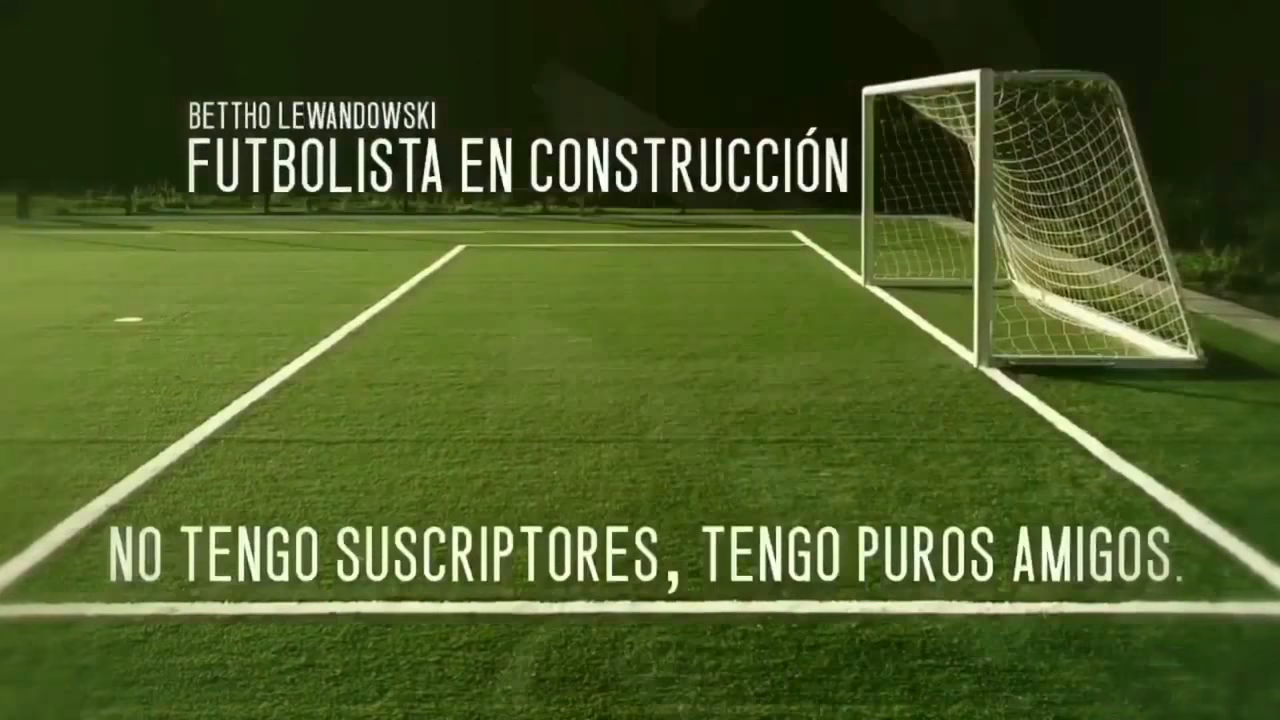 BETTHO LEWANDOWSKI
FUTBOLISTA EN CONSTRUCCIÓN
NO TENGO SUSCRIPTORES, TENGO PUROS AMIGOS.